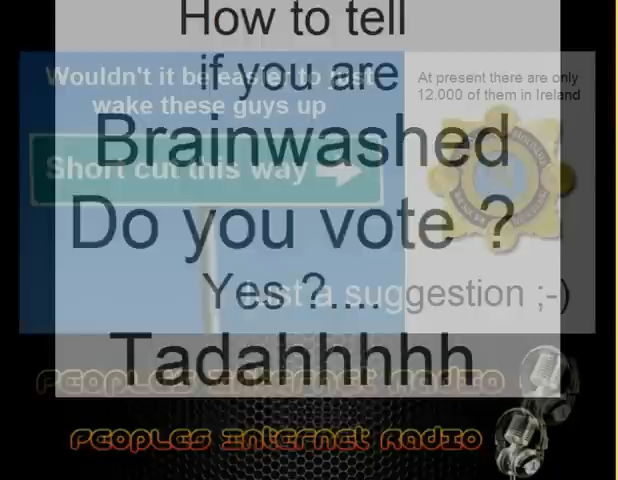 How to tell
if you are
Brainwashed
Do you vote ?
Yes ?....
Tadahhhhh
Wouldn't it be easier to just
wake these guys up
Short cut this way
At present there are only
12.000 of them in Ireland
Just a suggestion ;-)
PEOPLES INTERNET RADIO
PEOPLES INTERNET RADIO